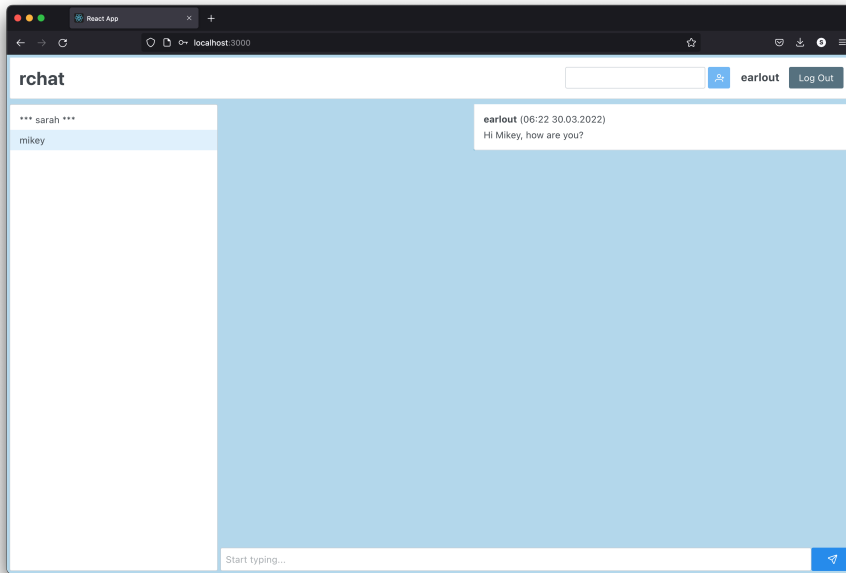 React App
localhost:3000
rchat
earlout
Log Out
*** sarah ***
mikey
earlout (06:22 30.03.2022)
Hi Mikey, how are you?
Start typing...
S